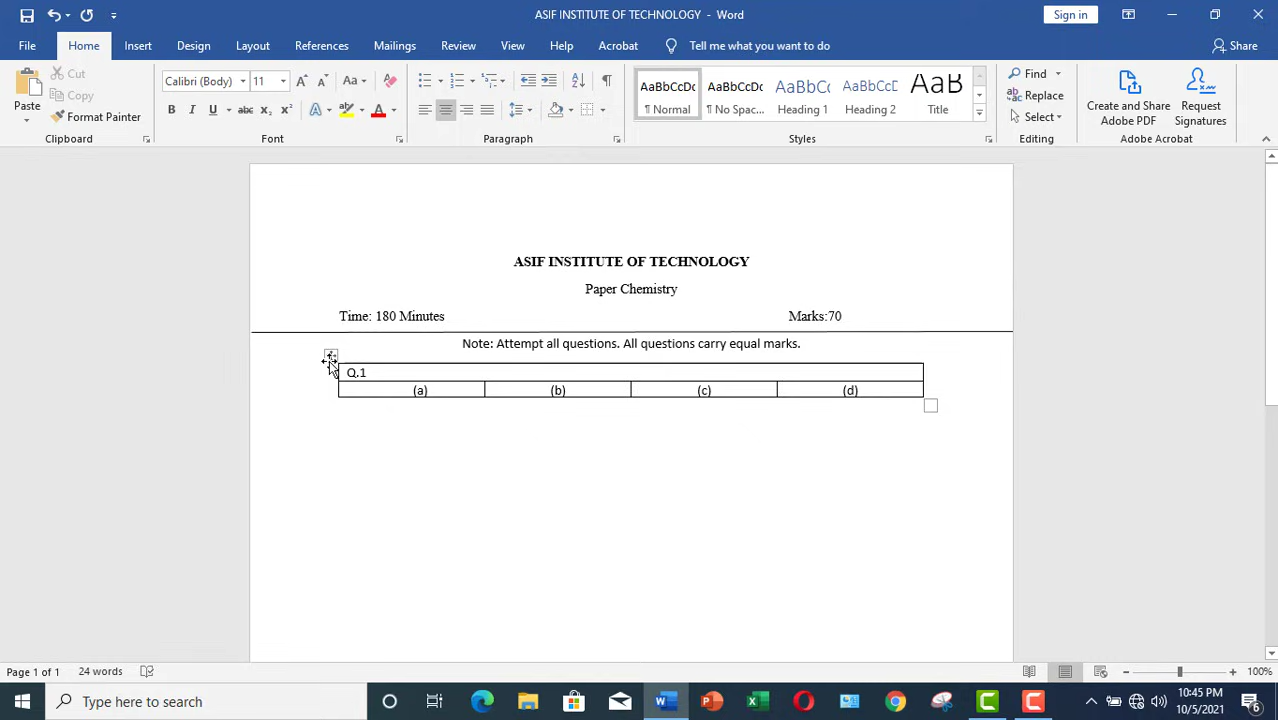 ASIF INSTITUTE OF TECHNOLOGY - Word
Sign in
File Home Insert Design Layout References Mailings Review View Help Acrobat Tell me what you want to do Share
Paste
Cut
Copy
Format Painter
Calibri (Body) 11
AaBbCcDc AaBbCcDc AaBbCc AaBbCcD AaB
¶ Normal ¶ No Spac... Heading 1 Heading 2 Title
Find
Replace
Select
Create and Share Adobe PDF
Request Signatures
Clipboard Font Paragraph Styles Editing Adobe Acrobat
ASIF INSTITUTE OF TECHNOLOGY
Paper Chemistry
Time: 180 Minutes Marks:70
Note: Attempt all questions. All questions carry equal marks.
Q.1
(a) (b) (c) (d)
Page 1 of 1 24 words 100%
Type here to search
10:45 PM
10/5/2021
6